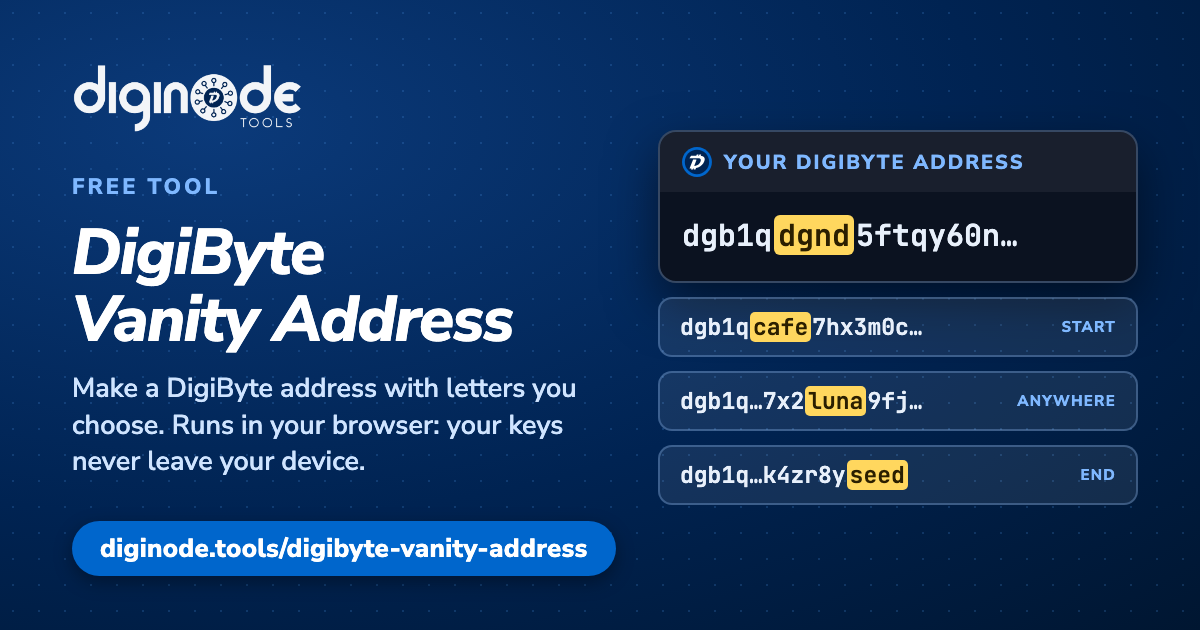 diginode
TOOLS
FREE TOOL
DigiByte
Vanity Address
Make a DigiByte address with letters you
choose. Runs in your browser: your keys
never leave your device.
diginode.tools/digibyte-vanity-address
YOUR DIGIBYTE ADDRESS
dgb1qdgnd5ftqy60n…
dgb1qcafe7hx3m0c… START
dgb1q…7x2luna9fj… ANYWHERE
dgb1q…k4zr8yseed END